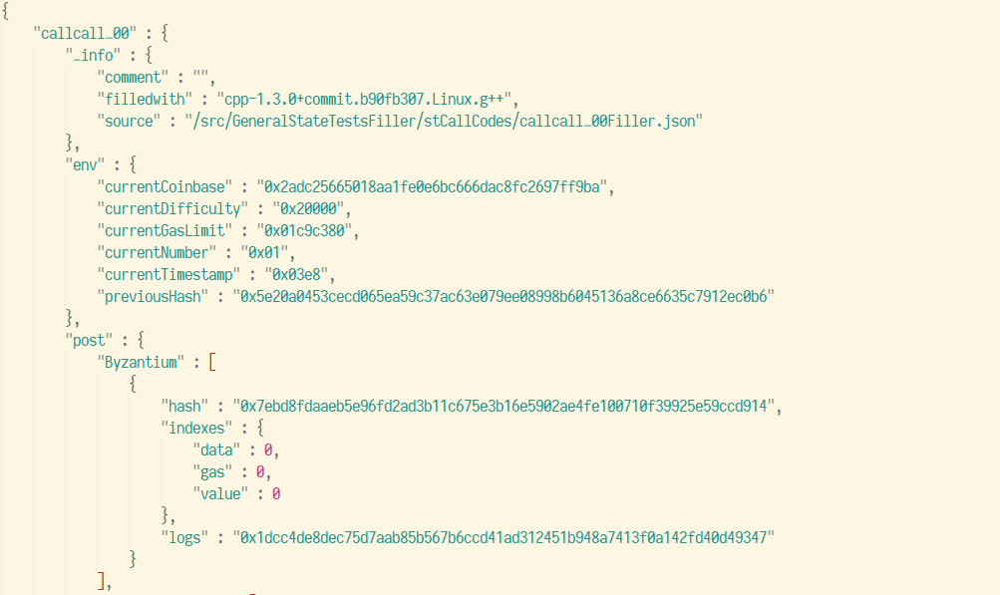 {
    "callcall_00" : {
        "_info" : {
            "comment" : "",
            "filledwith" : "cpp-1.3.0+commit.b90fb307.Linux.g++",
            "source" : "/src/GeneralStateTestsFiller/stCallCodes/callcall_00Filler.json"
        },
        "env" : {
            "currentCoinbase" : "0x2adc25665018aa1fe0e6bc666dac8fc2697ff9ba",
            "currentDifficulty" : "0x20000",
            "currentGasLimit" : "0x01c9c380",
            "currentNumber" : "0x01",
            "currentTimestamp" : "0x03e8",
            "previousHash" : "0x5e20a0453cecd065ea59c37ac63e079ee08998b6045136a8ce6635c7912ec0b6"
        },
        "post" : {
            "Byzantium" : [
                {
                    "hash" : "0x7ebd8fdaaeb5e96fd2ad3b11c675e3b16e5902ae4fe100710f39925e59ccd914",
                    "indexes" : {
                        "data" : 0,
                        "gas" : 0,
                        "value" : 0
                    },
                    "logs" : "0x1dcc4de8dec75d7aab85b567b6ccd41ad312451b948a7413f0a142fd40d49347"
                }
            ],